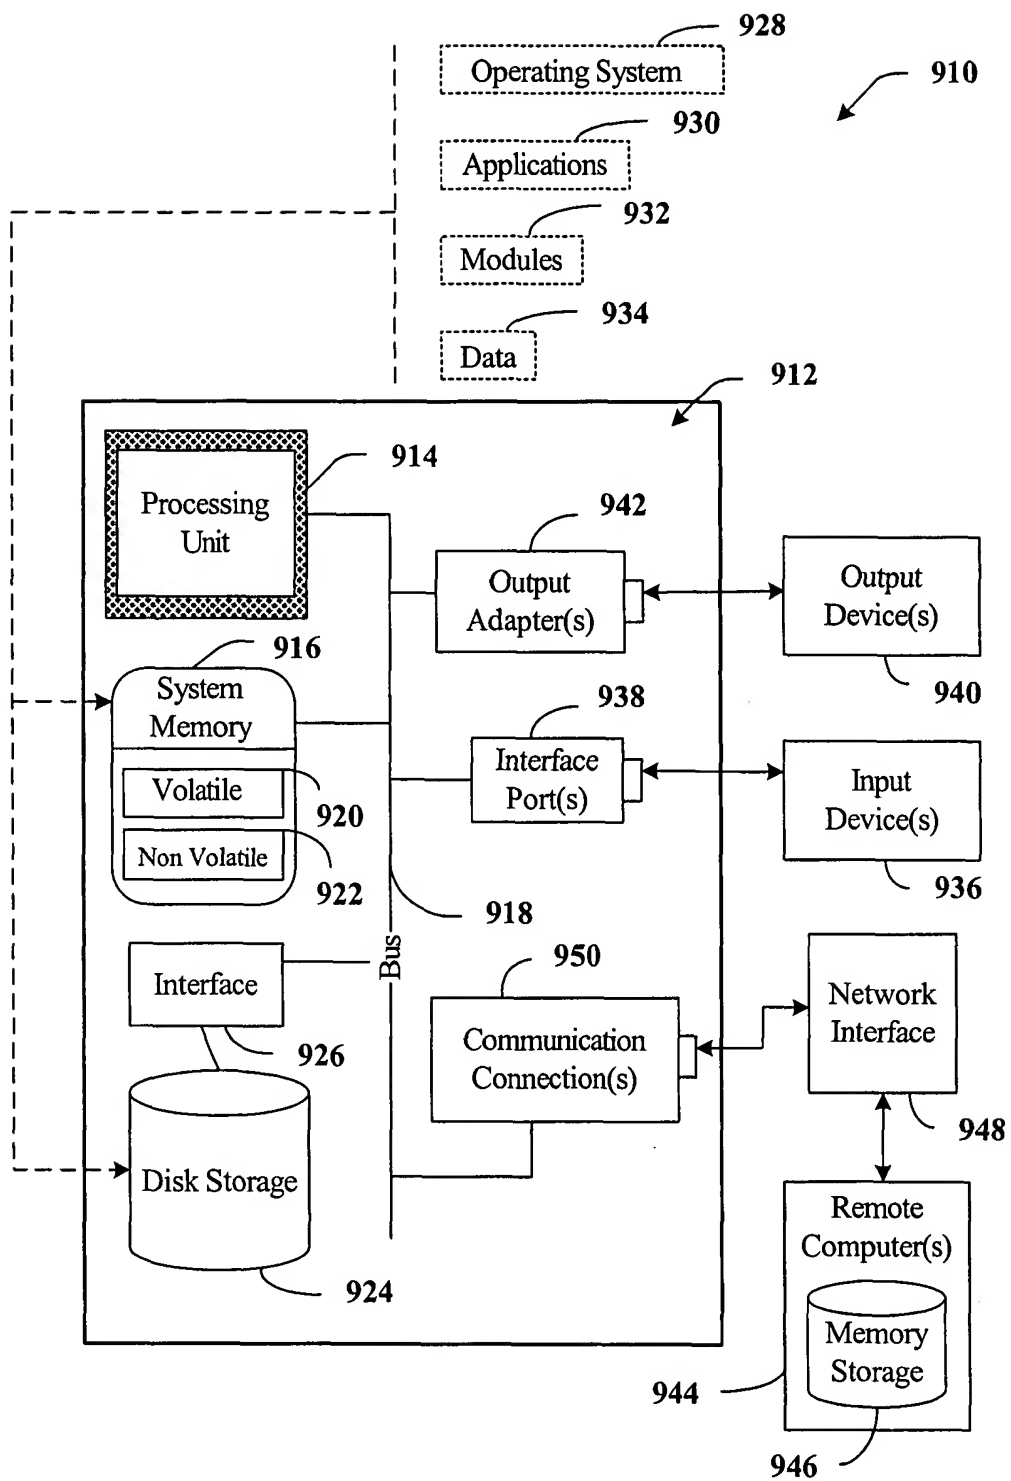 928
Operating System
910
930
Applications
932
Modules
934
Data
912
914
Processing
Unit
942
Output
Adapter(s)
Output
Device(s)
940
916
System
Memory
938
Interface
Port(s)
Input
Device(s)
936
Volatile
920
Non Volatile
922
918
Bus
Interface
926
950
Communication
Connection(s)
Network
Interface
948
Disk Storage
924
Remote
Computer(s)
Memory
Storage
944
946